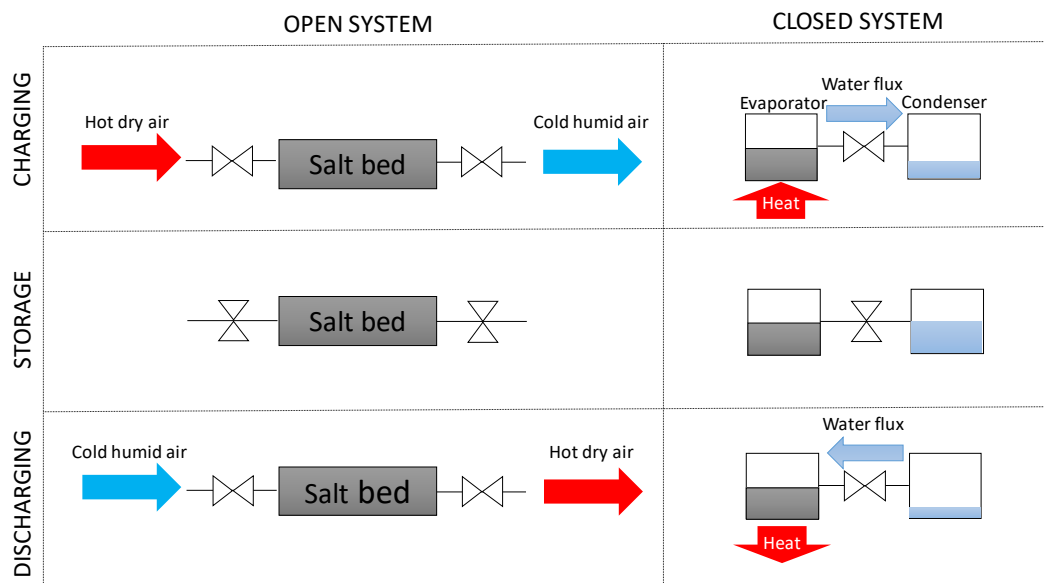 OPEN SYSTEM
CLOSED SYSTEM
CHARGING
Hot dry air
Salt bed
Cold humid air
Water flux
Evaporator
Condenser
Heat
STORAGE
Salt bed
DISCHARGING
Cold humid air
Salt bed
Hot dry air
Water flux
Heat